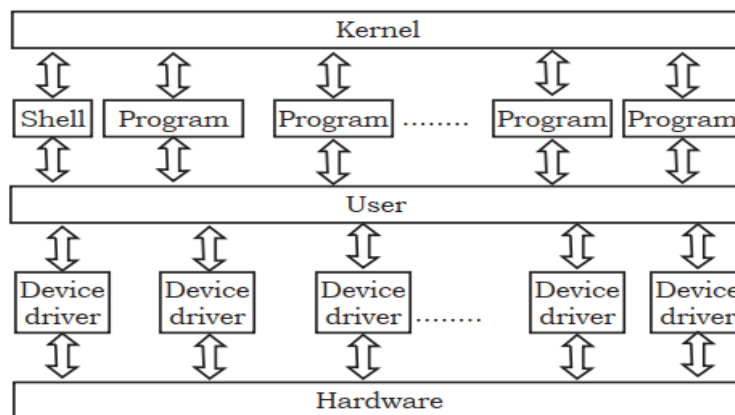 Kernel
Shell Program Program ........ Program Program
User
Device driver Device driver Device driver ........ Device driver Device driver
Hardware